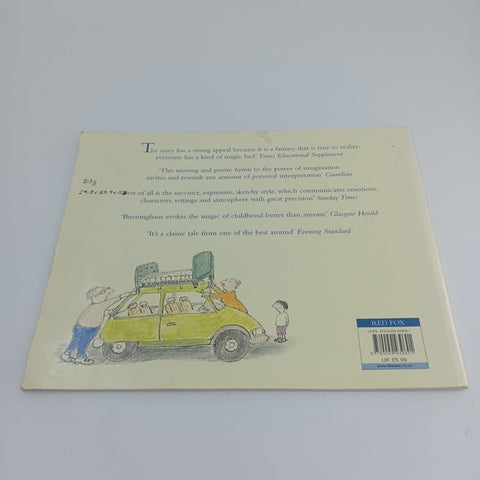 The story has a strong appeal because it is a fantasy that is true to reality:
everyone has a kind of magic bed' Times Educational Supplement
'This moving and poetic hymn to the power of imagination
invites and rewards any amount of personal interpretation' Guardian
Best of all is the succinct, expressive, sketchy style, which communicates emotions,
characters, settings and atmosphere with great precision' Sunday Times
'Burningham evokes the magic of childhood better than anyone' Glasgow Herald
'It's a classic tale from one of the best around' Evening Standard
RED FOX
UK £5.99